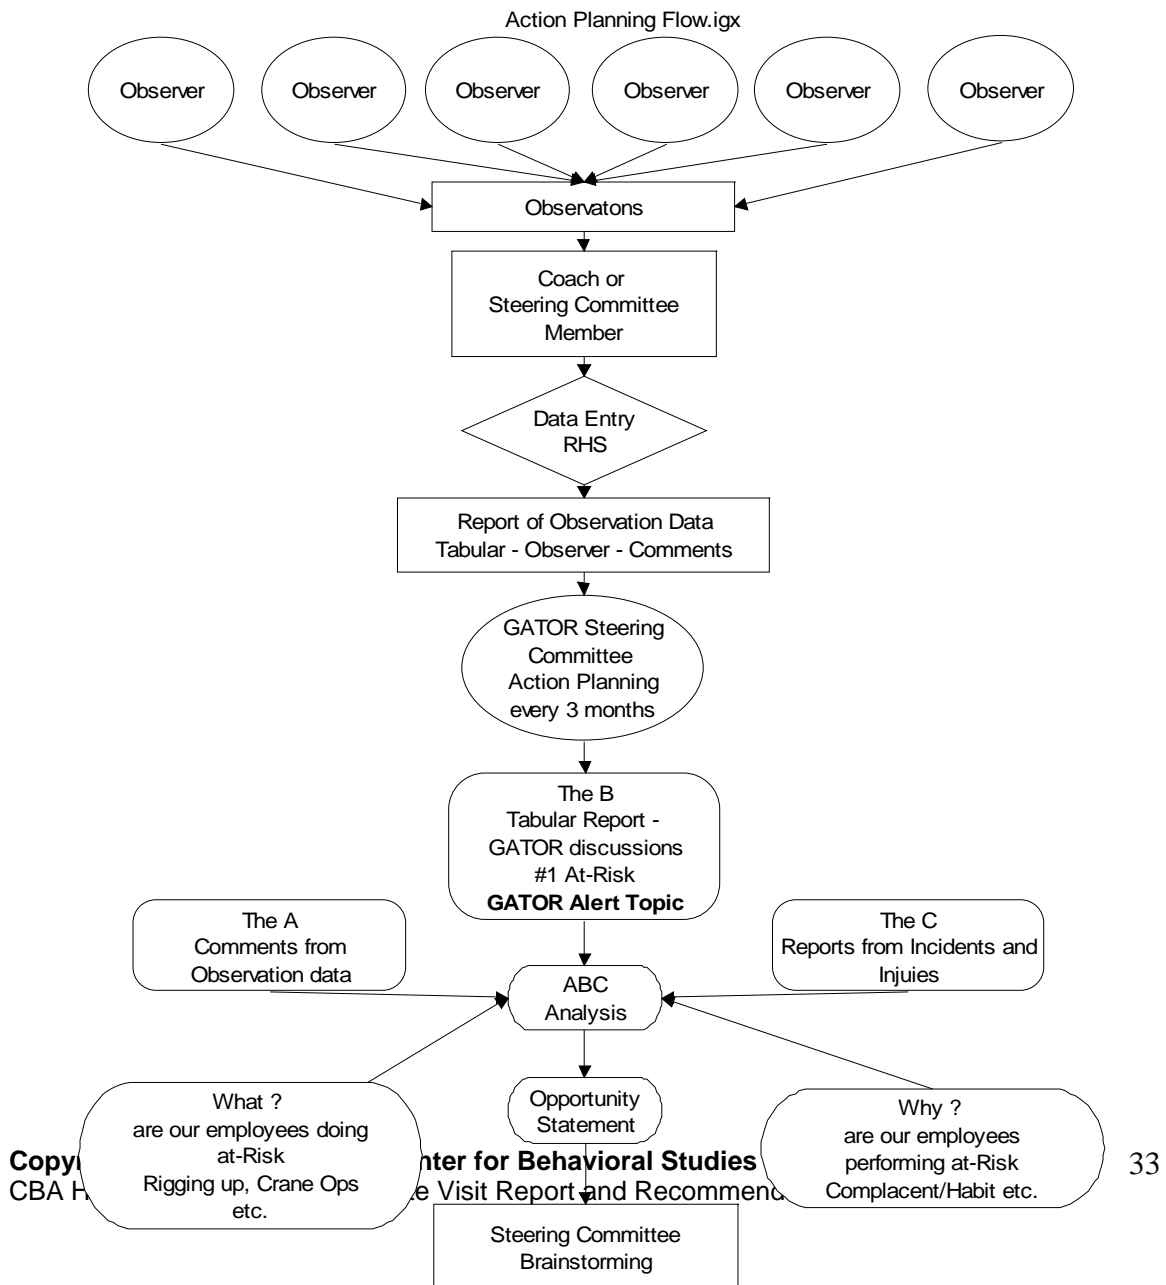 Action Planning Flow.igx
Observer
Observer
Observer
Observer
Observer
Observer
Observatons
Coach or
Steering Committee
Member
Data Entry
RHS
Report of Observation Data
Tabular - Observer - Comments
GATOR Steering
Committee
Action Planning
every 3 months
The B
Tabular Report -
GATOR discussions
#1 At-Risk
GATOR Alert Topic
The A
Comments from
Observation data
The C
Reports from Incidents and
Injuies
ABC
Analysis
What ?
are our employees doing
at-Risk
Rigging up, Crane Ops
etc.
Opportunity
Statement
Why ?
are our employees
performing at-Risk
Complacent/Habit etc.
for Behavioral Studies
CBA
Visit Report and
33
Steering Committee
Brainstorming